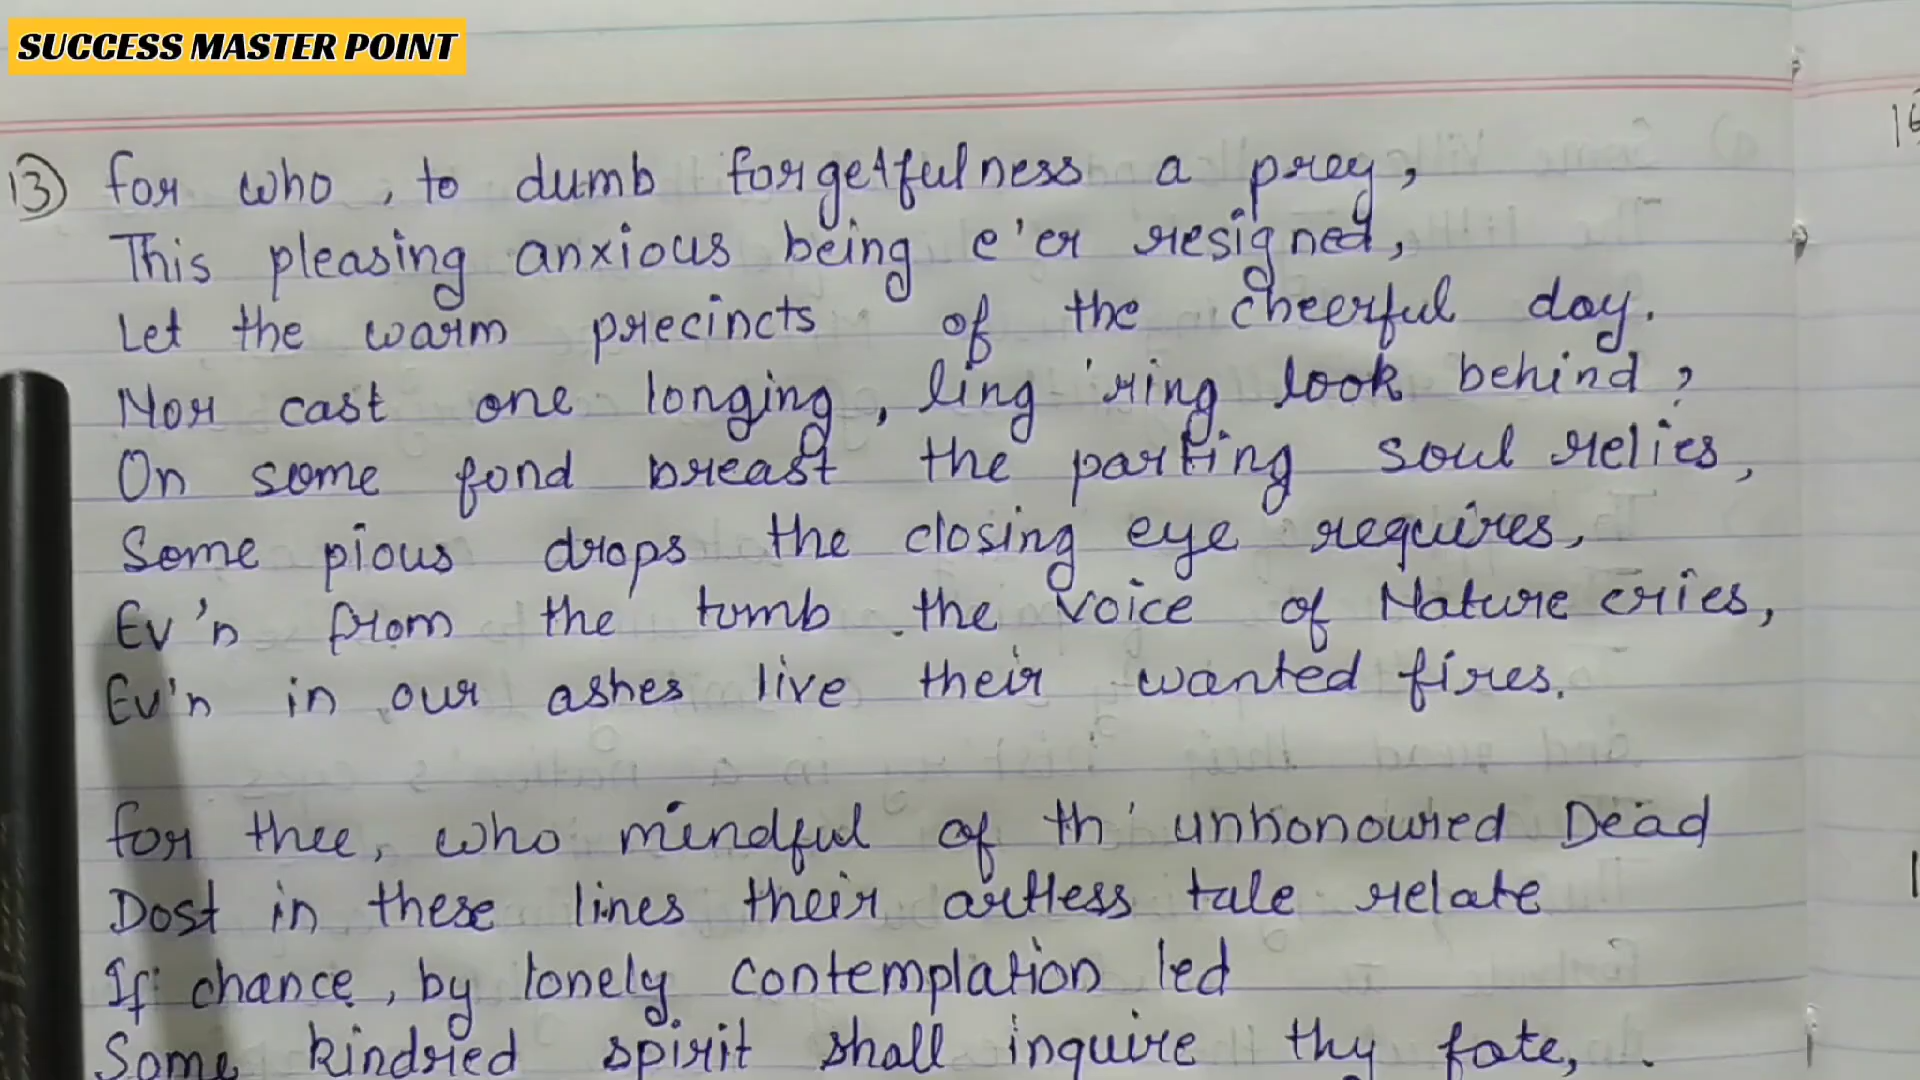 SUCCESS MASTER POINT
13) for who, to dumb forgetfulness a prey,
This pleasing anxious being e'er resigned,
Let the warm precincts of the cheerful day.
Nor cast one longing, ling'ring look behind?
On some fond breast the parting soul relies,
Some pious drops the closing eye requires,
Ev'n from the tomb the voice of Nature cries,
Ev'n in our ashes live their wanted fires.
for thee, who mindful of th' unhonoured Dead
Dost in these lines their artless tale relate
If chance, by lonely contemplation led
Some kindred spirit shall inquire thy fate,